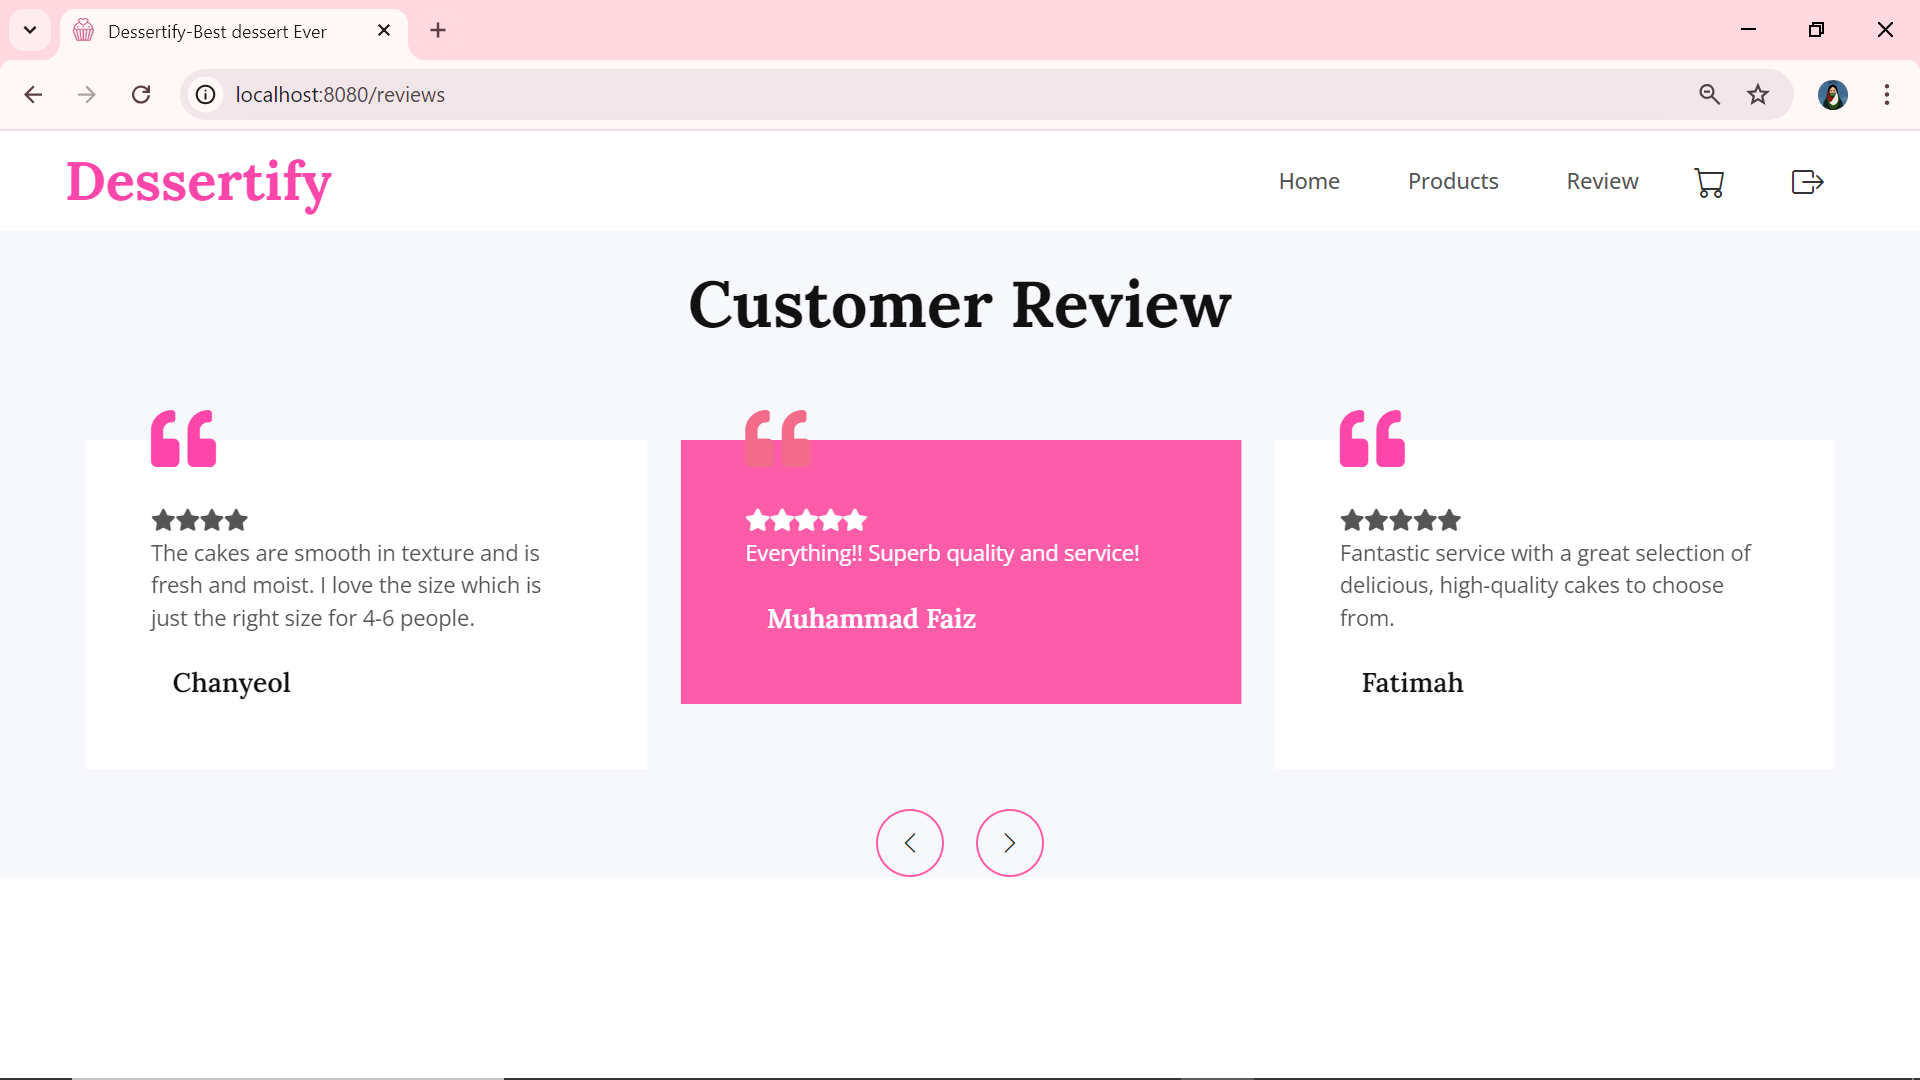 Dessertify-Best dessert Ever
localhost:8080/reviews
Dessertify
Home
Products
Review
Customer Review
The cakes are smooth in texture and is
fresh and moist. I love the size which is
just the right size for 4-6 people.
Chanyeol
Everything!! Superb quality and service!
Muhammad Faiz
Fantastic service with a great selection of
delicious, high-quality cakes to choose
from.
Fatimah